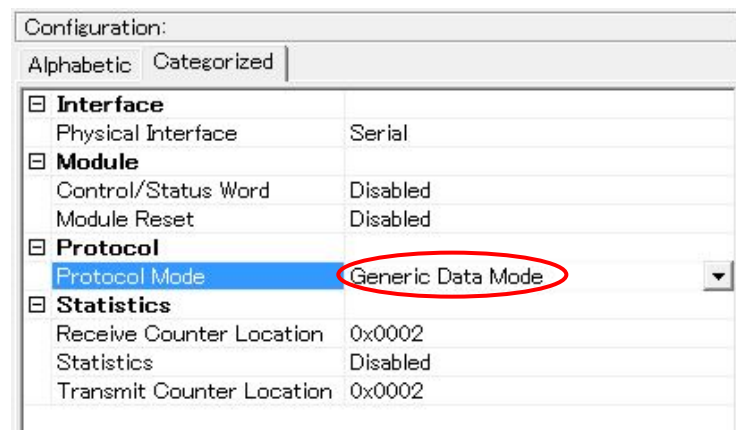 Configuration:
Alphabetic Categorized
Interface
Physical Interface Serial
Module
Control/Status Word Disabled
Module Reset Disabled
Protocol
Protocol Mode Generic Data Mode
Statistics
Receive Counter Location 0x0002
Statistics Disabled
Transmit Counter Location 0x0002